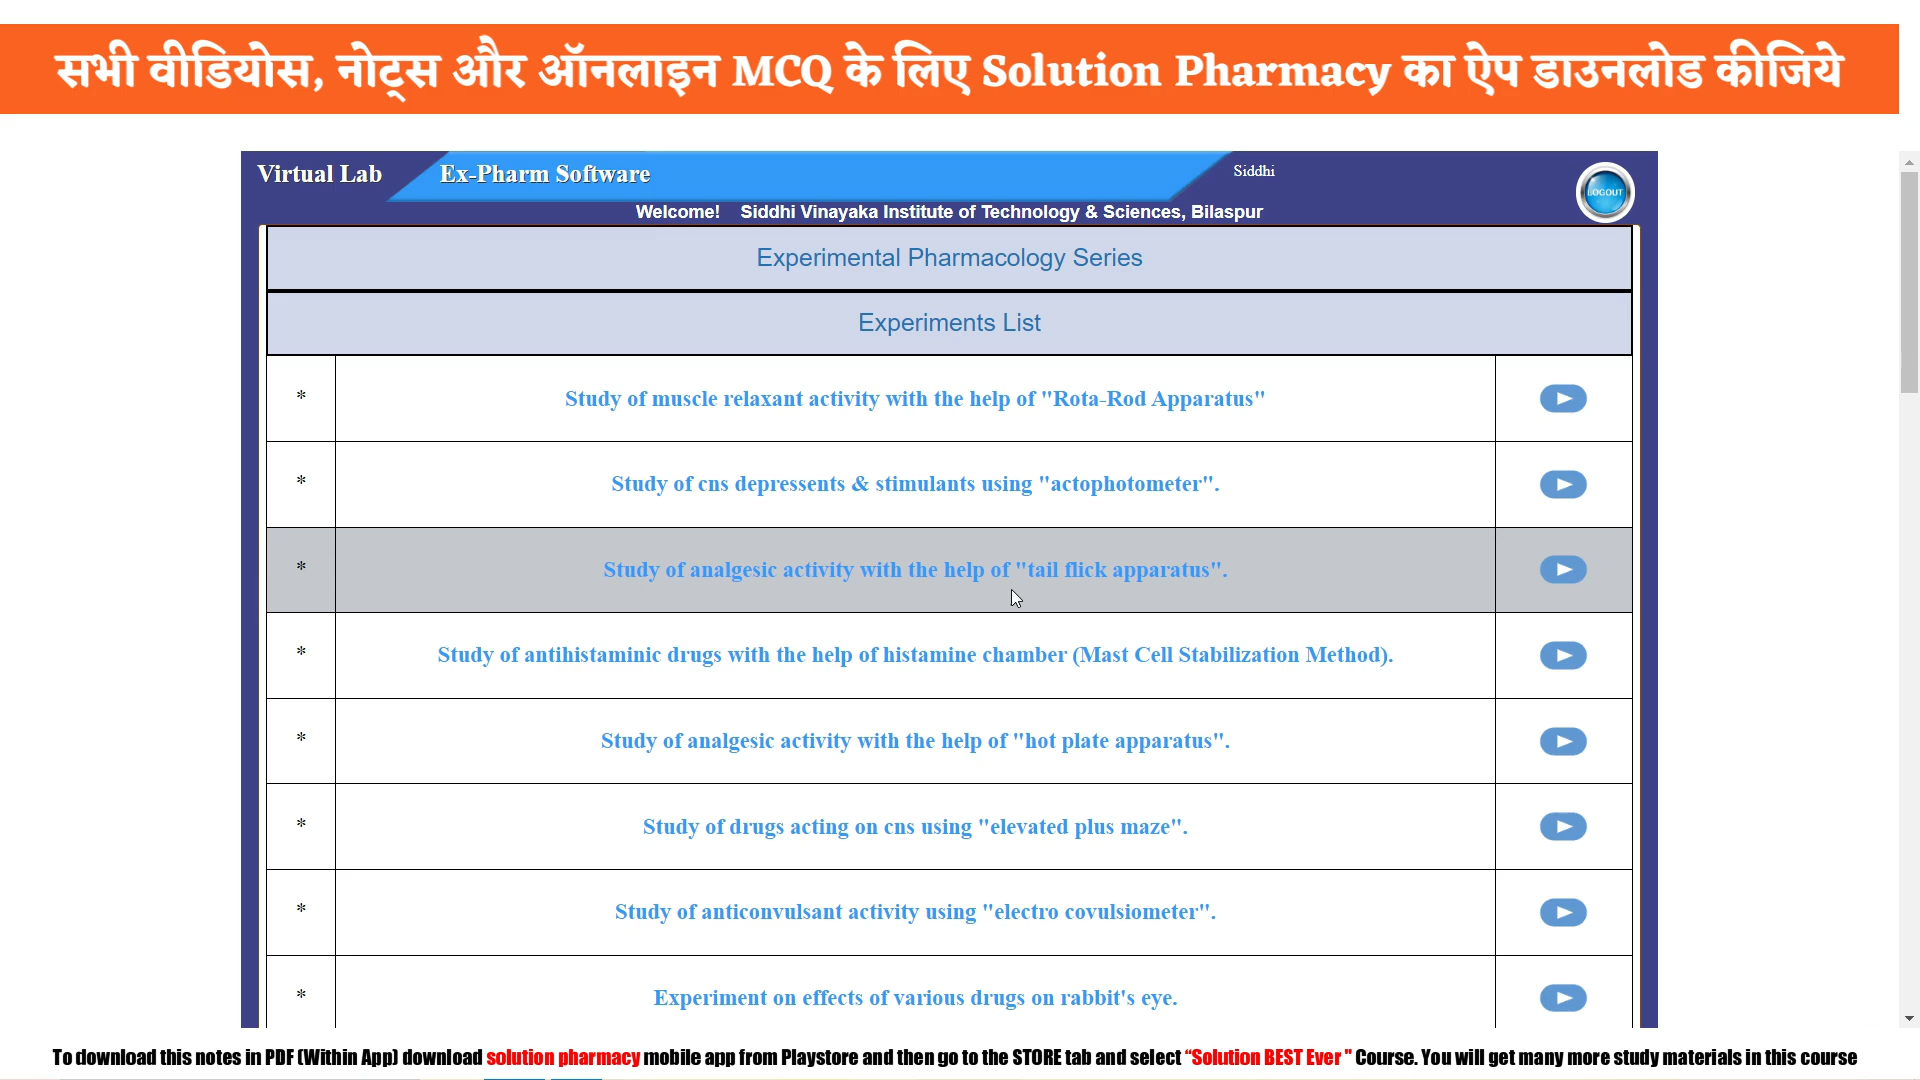 सभी वीडियोस, नोट्स और ऑनलाइन MCQ के लिए Solution Pharmacy का ऐप डाउनलोड कीजिये
Virtual Lab Ex-Pharm Software Siddhi
LOGOUT
Welcome! Siddhi Vinayaka Institute of Technology & Sciences, Bilaspur
Experimental Pharmacology Series
Experiments List
* Study of muscle relaxant activity with the help of "Rota-Rod Apparatus"
* Study of cns depressents & stimulants using "actophotometer".
* Study of analgesic activity with the help of "tail flick apparatus".
* Study of antihistaminic drugs with the help of histamine chamber (Mast Cell Stabilization Method).
* Study of analgesic activity with the help of "hot plate apparatus".
* Study of drugs acting on cns using "elevated plus maze".
* Study of anticonvulsant activity using "electro covulsiometer".
* Experiment on effects of various drugs on rabbit's eye.
To download this notes in PDF (Within App) download solution pharmacy mobile app from Playstore and then go to the STORE tab and select “Solution BEST Ever " Course. You will get many more study materials in this course